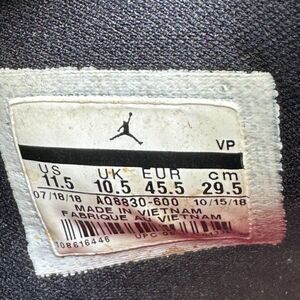 VP
US UK EUR cm
11.5 10.5 45.5 29.5
07/18/18 AQ8830-600 10/15/18
MADE IN VIETNAM
FABRIQUE AU VIETNAM
108616446 UPC